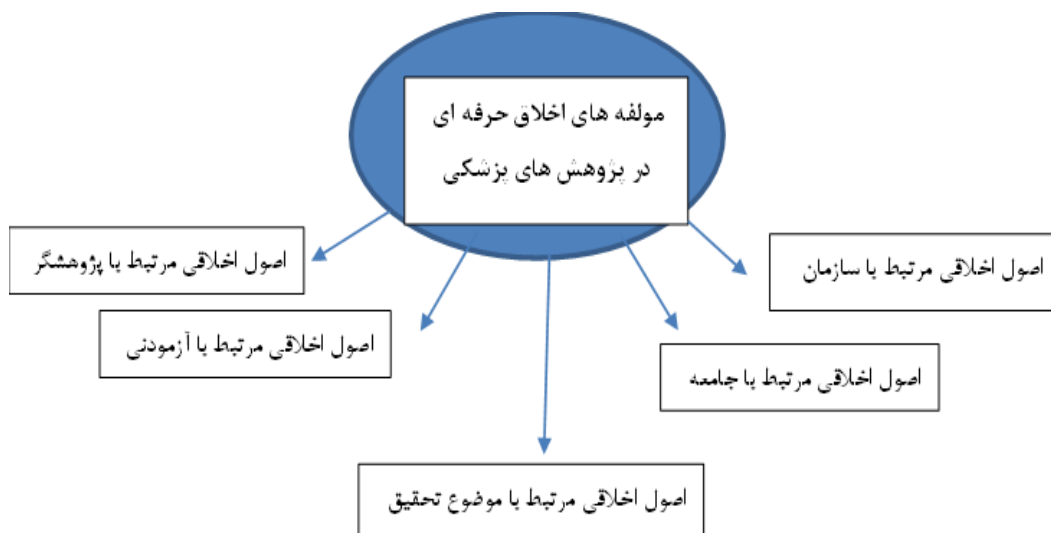 مولفه های اخلاق حرفه ای
در پژوهش های پزشکی
اصول اخلاقی مرتبط با سازمان
اصول اخلاقی مرتبط با پژوهشگر
اصول اخلاقی مرتبط با جامعه
اصول اخلاقی مرتبط با آزمودنی
اصول اخلاقی مرتبط با موضوع تحقیق